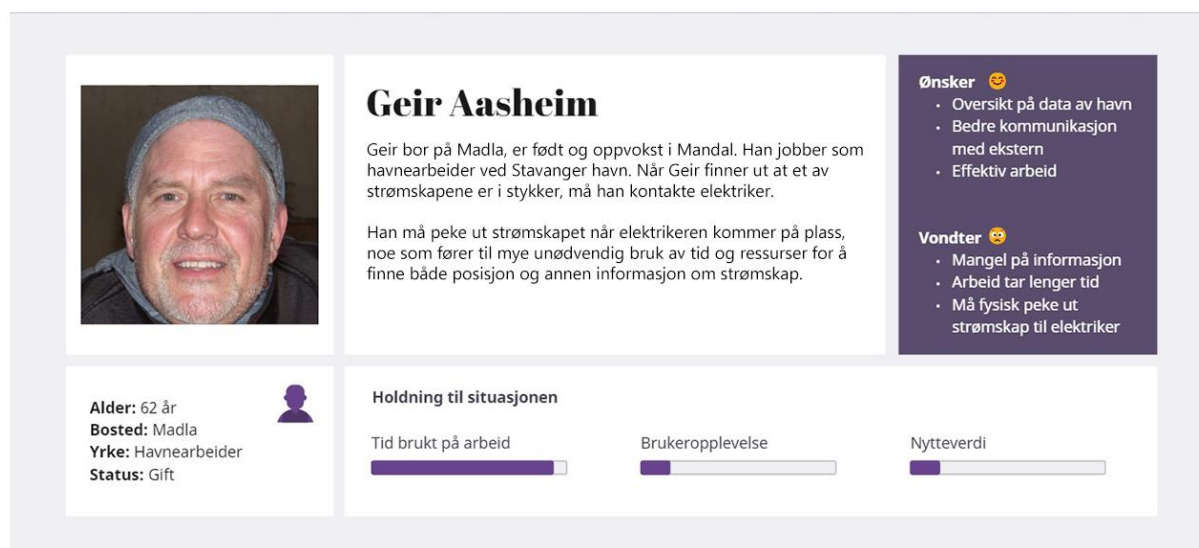 Geir Aasheim
Geir bor på Madla, er født og oppvokst i Mandal. Han jobber som
havnearbeider ved Stavanger havn. Når Geir finner ut at et av
strømskapene er i stykker, må han kontakte elektriker.
Han må peke ut strømskapet når elektrikeren kommer på plass,
noe som fører til mye unødvendig bruk av tid og ressurser for å
finne både posisjon og annen informasjon om strømskap.
Ønsker 😊
• Oversikt på data av havn
• Bedre kommunikasjon
med ekstern
• Effektiv arbeid
Vondter 😳
• Mangel på informasjon
• Arbeid tar lenger tid
• Må fysisk peke ut
strømskap til elektriker
Alder: 62 år
Bosted: Madla
Yrke: Havnearbeider
Status: Gift
Holdning til situasjonen
Tid brukt på arbeid
Brukeropplevelse
Nytteverdi